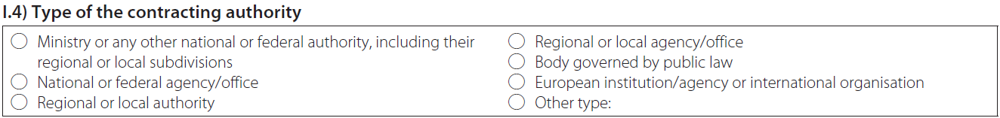 I.4) Type of the contracting authority
Ministry or any other national or federal authority, including their
regional or local subdivisions
National or federal agency/office
Regional or local authority
Regional or local agency/office
Body governed by public law
European institution/agency or international organisation
Other type: